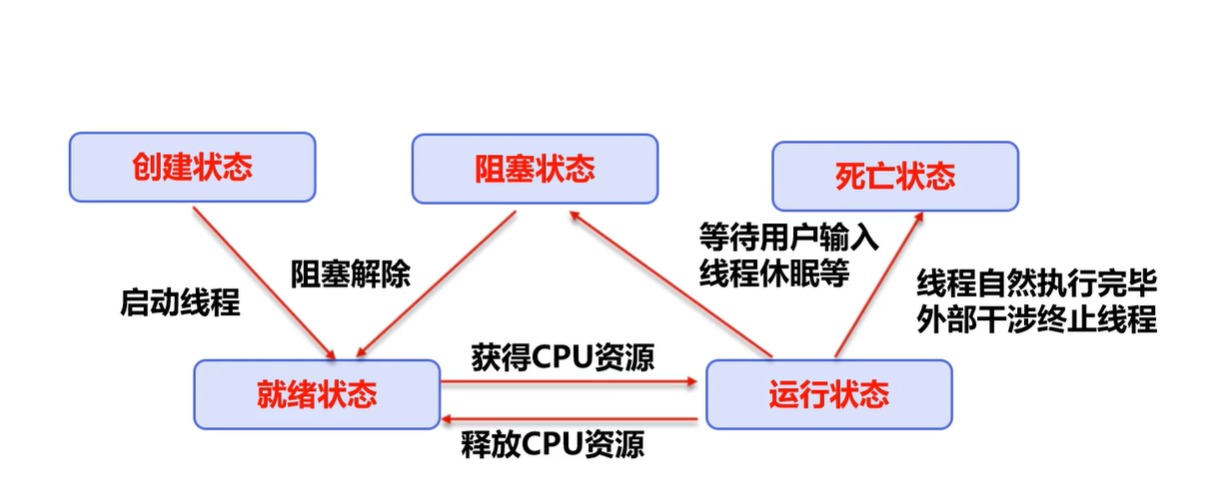 创建状态
阻塞状态
死亡状态
等待用户输入
线程休眠等
阻塞解除
启动线程
线程自然执行完毕
外部干涉终止线程
获得CPU资源
就绪状态
运行状态
释放CPU资源